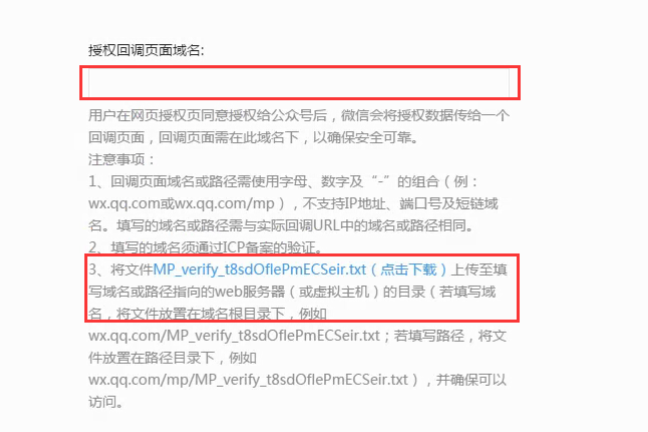 授权回调页面域名:
用户在网页授权页同意授权给公众号后，微信会将授权数据传给一个
回调页面，回调页面需在此域名下，以确保安全可靠。
注意事项：
1、回调页面域名或路径需使用字母、数字及“-”的组合（例：
wx.qq.com或wx.qq.com/mp），不支持IP地址、端口号及短链域
名。填写的域名或路径需与实际回调URL中的域名或路径相同。
2、填写的域名须通过ICP备案的验证。
3、将文件MP_verify_t8sdOflePmECSeir.txt（点击下载）上传至填
写域名或路径指向的web服务器（或虚拟主机）的目录（若填写域
名，将文件放置在域名根目录下，例如
wx.qq.com/MP_verify_t8sdOflePmECSeir.txt；若填写路径，将文
件放置在路径目录下，例如
wx.qq.com/mp/MP_verify_t8sdOflePmECSeir.txt），并确保可以
访问。